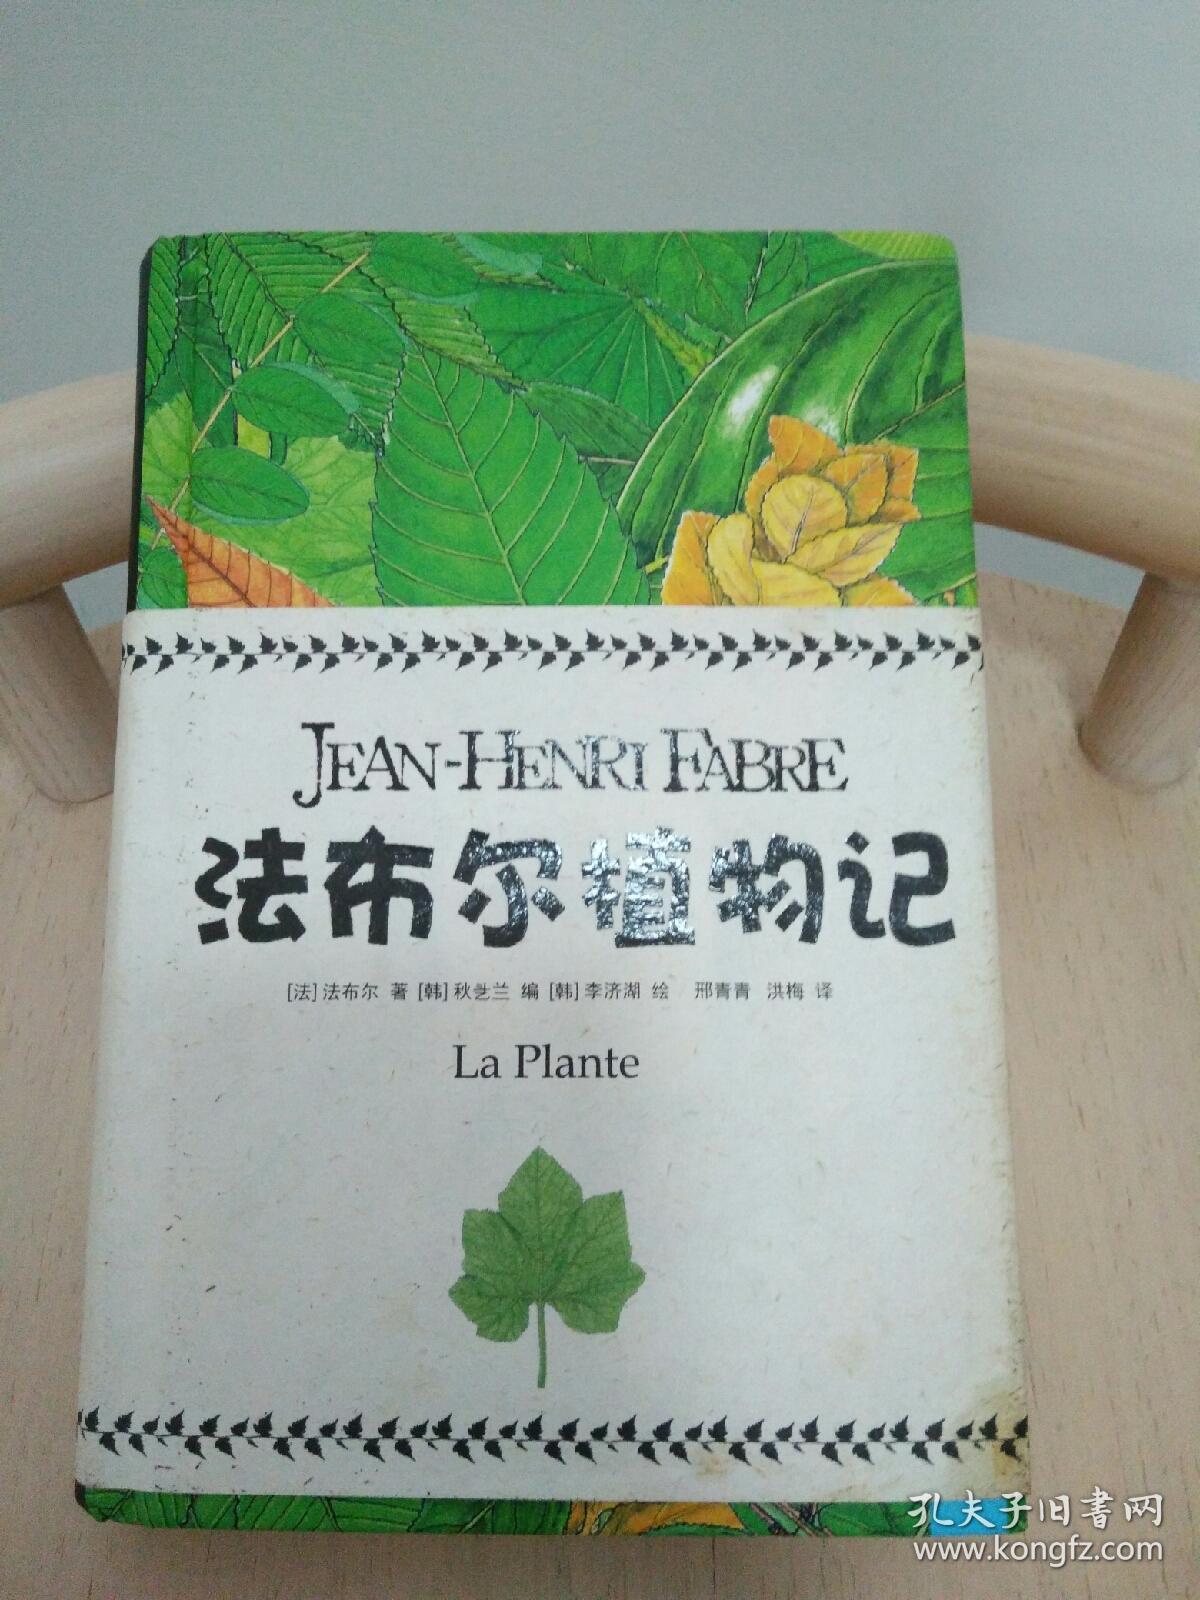 JEAN-HENRI FABRE
法布尔植物记
[法]法布尔 著 [韩]秋乧兰 编 [韩]李济湖 绘 邢青青 洪梅 译
La Plante
孔夫子旧書网
www.kongfz.com